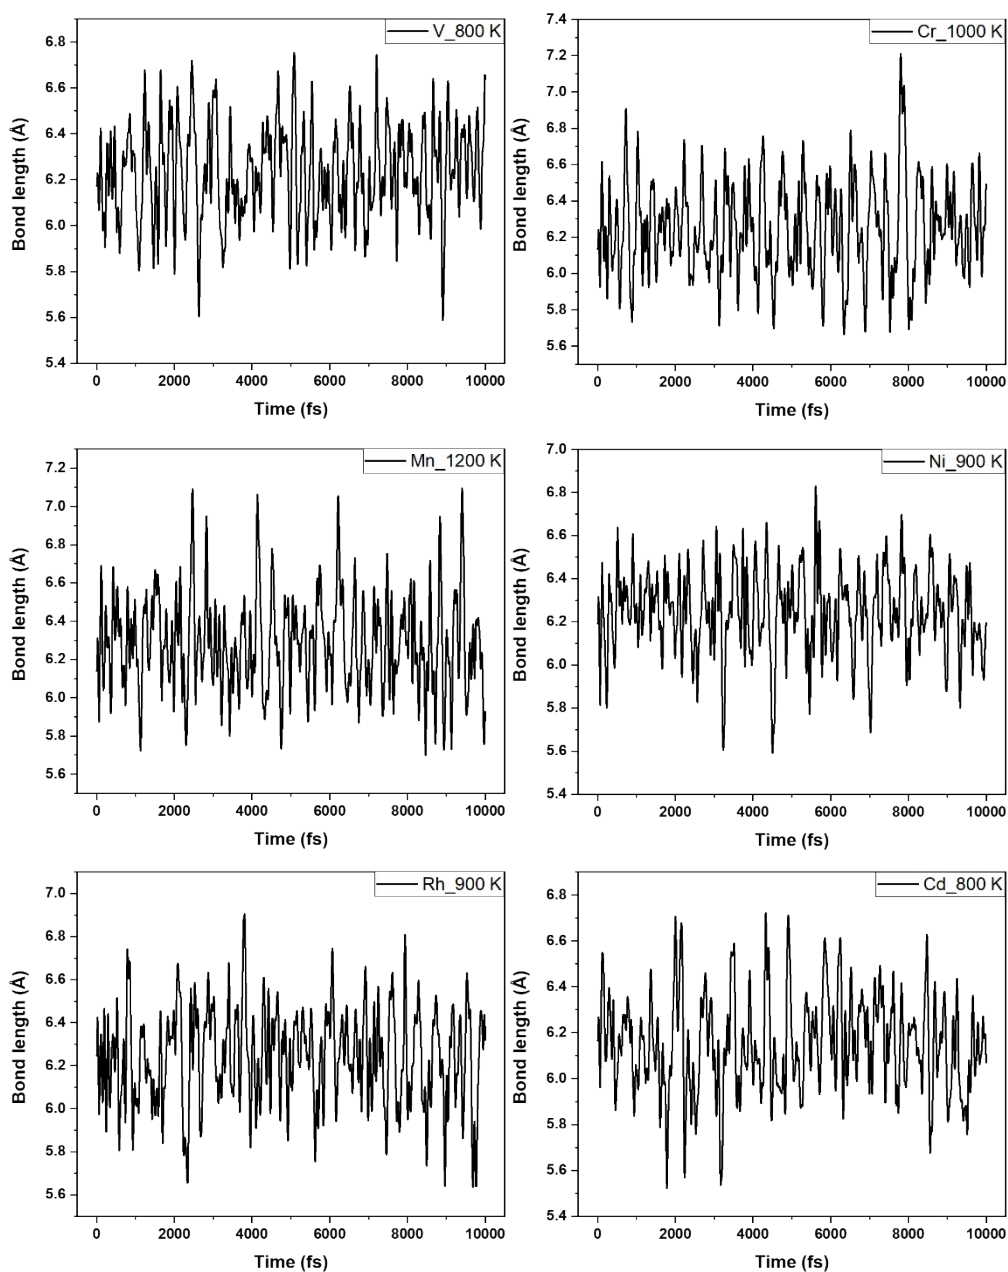 V_800 K
6.8
6.6
6.4
6.2
6.0
5.8
5.6
5.4
Bond length (Å)
0 2000 4000 6000 8000 10000
Time (fs)
Cr_1000 K
7.4
7.2
7.0
6.8
6.6
6.4
6.2
6.0
5.8
5.6
Bond length (Å)
0 2000 4000 6000 8000 10000
Time (fs)
Mn_1200 K
7.2
7.0
6.8
6.6
6.4
6.2
6.0
5.8
5.6
Bond length (Å)
0 2000 4000 6000 8000 10000
Time (fs)
Ni_900 K
7.0
6.8
6.6
6.4
6.2
6.0
5.8
5.6
5.4
Bond length (Å)
0 2000 4000 6000 8000 10000
Time (fs)
Rh_900 K
7.0
6.8
6.6
6.4
6.2
6.0
5.8
5.6
Bond length (Å)
0 2000 4000 6000 8000 10000
Time (fs)
Cd_800 K
6.8
6.6
6.4
6.2
6.0
5.8
5.6
5.4
Bond length (Å)
0 2000 4000 6000 8000 10000
Time (fs)